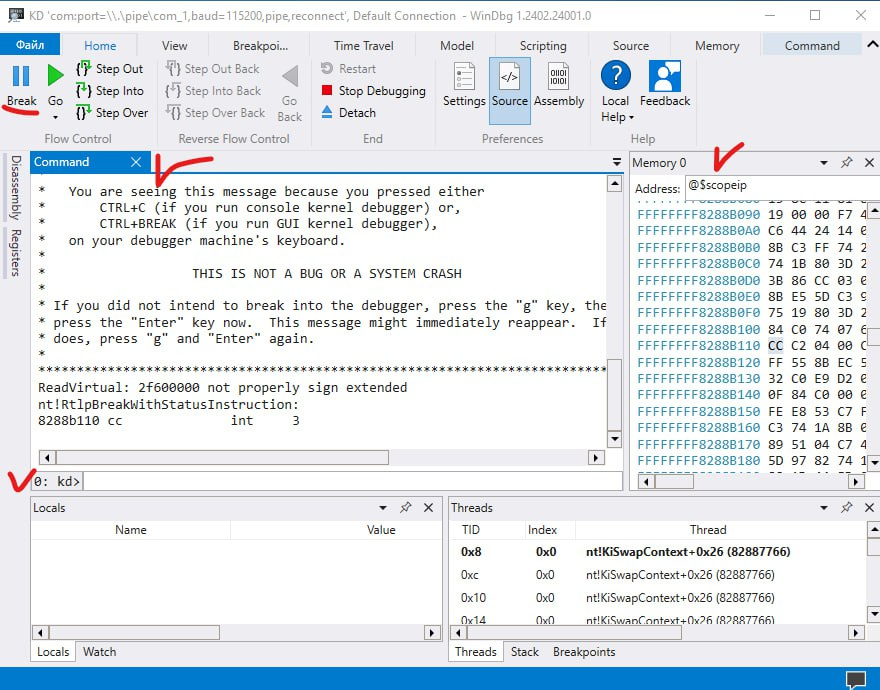 KD 'com:port=\\.\pipe\com_1,baud=115200,pipe,reconnect', Default Connection - WinDbg 1.2402.24001.0
Файл Home View Breakpoi... Time Travel Model Scripting Source Memory Command
Break
Go
Step Out
Step Into
Step Over
Flow Control
Step Out Back
Step Into Back
Step Over Back
Go
Back
Reverse Flow Control
Restart
Stop Debugging
Detach
End
Settings
Source
Assembly
Preferences
Local
Help
Feedback
Help
Disassembly
Registers
Command
* You are seeing this message because you pressed either
* CTRL+C (if you run console kernel debugger) or,
* CTRL+BREAK (if you run GUI kernel debugger),
* on your debugger machine's keyboard.
*
* THIS IS NOT A BUG OR A SYSTEM CRASH
*
* If you did not intend to break into the debugger, press the "g" key, the
* press the "Enter" key now. This message might immediately reappear. If
* does, press "g" and "Enter" again.
*
************************************************************************
ReadVirtual: 2f600000 not properly sign extended
nt!RtlpBreakWithStatusInstruction:
8288b110 cc int 3
0: kd>
Memory 0
Address: @$scopeip
FFFFFFFF8288B090 19 00 00 F7 4
FFFFFFFF8288B0A0 C6 44 24 14 0
FFFFFFFF8288B0B0 8B C3 FF 74 2
FFFFFFFF8288B0C0 74 1B 80 3D 2
FFFFFFFF8288B0D0 3B 86 CC 03 0
FFFFFFFF8288B0E0 8B E5 5D C3 9
FFFFFFFF8288B0F0 75 19 80 3D 2
FFFFFFFF8288B100 84 C0 74 07 6
FFFFFFFF8288B110 CC C2 04 00 C
FFFFFFFF8288B120 FF 55 8B EC 5
FFFFFFFF8288B130 32 C0 E9 D2 0
FFFFFFFF8288B140 0F 84 C0 00 0
FFFFFFFF8288B150 FE E8 53 C7 F
FFFFFFFF8288B160 C3 74 1A 8B 0
FFFFFFFF8288B170 89 51 04 C7 4
FFFFFFFF8288B180 5D 97 82 74 1
Locals
Name Value
Locals Watch
Threads
TID Index Thread
0x8 0x0 nt!KiSwapContext+0x26 (82887766)
0xc 0x0 nt!KiSwapContext+0x26 (82887766)
0x10 0x0 nt!KiSwapContext+0x26 (82887766)
0x14 0x0 nt!KiSwapContext+0x26 (82887766)
Threads Stack Breakpoints